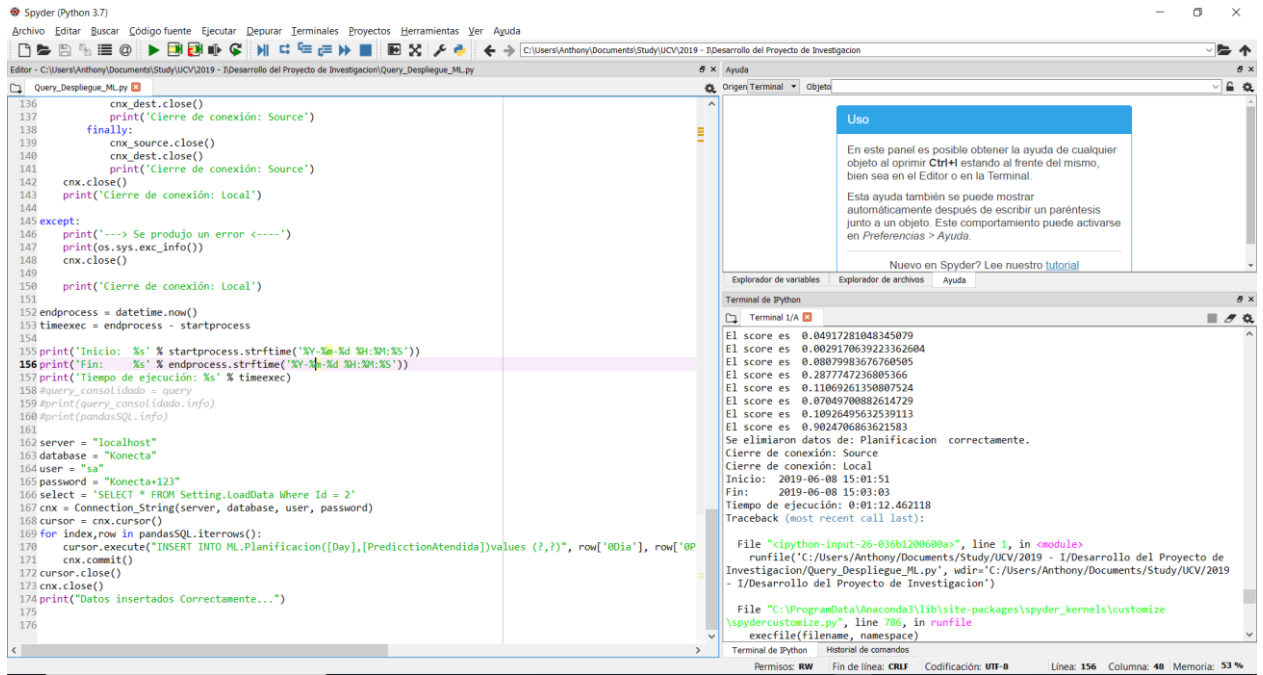 Spyder (Python 3.7)
Archivo Editar Buscar Código fuente Ejecutar Depurar Terminales Proyectos Herramientas Ver Ayuda
C:\Users\Anthony\Documents\Study\UCV\2019 - I\Desarrollo del Proyecto de Investigacion
Editor - C:\Users\Anthony\Documents\Study\UCV\2019 - I\Desarrollo del Proyecto de Investigacion\Query_Despliegue_ML.py
Query_Despliegue_ML.py
136 cnx_dest.close()
137 print('Cierre de conexión: Source')
138 finally:
139 cnx_source.close()
140 cnx_dest.close()
141 print('Cierre de conexión: Source')
142 cnx.close()
143 print('Cierre de conexión: Local')
144
145 except:
146 print('---> Se produjo un error <----')
147 print(os.sys.exc_info())
148 cnx.close()
149
150 print('Cierre de conexión: Local')
151
152 endprocess = datetime.now()
153 timeexec = endprocess - startprocess
154
155 print('Inicio: %s' % startprocess.strftime('%Y-%m-%d %H:%M:%S'))
156 print('Fin: %s' % endprocess.strftime('%Y-%m-%d %H:%M:%S'))
157 print('Tiempo de ejecución: %s' % timeexec)
158 #query_consolidado = query
159 #print(query_consolidado.info)
160 #print(pandasSQL.info)
161
162 server = "localhost"
163 database = "Konecta"
164 user = "sa"
165 password = "Konecta+123"
166 select = 'SELECT * FROM Setting.LoadData Where Id = 2'
167 cnx = Connection_String(server, database, user, password)
168 cursor = cnx.cursor()
169 for index,row in pandasSQL.iterrows():
170 cursor.execute("INSERT INTO ML.Planificacion([Day],[PredicctionAtendida])values (?,?)", row['0Dia'], row['0P
171 cnx.commit()
172 cursor.close()
173 cnx.close()
174 print("Datos insertados Correctamente...")
175
176
Ayuda
Origen Terminal Objeto
Uso
En este panel es posible obtener la ayuda de cualquier
objeto al oprimir Ctrl+I estando al frente del mismo,
bien sea en el Editor o en la Terminal.
Esta ayuda también se puede mostrar
automáticamente después de escribir un paréntesis
junto a un objeto. Este comportamiento puede activarse
en Preferencias > Ayuda.
Nuevo en Spyder? Lee nuestro tutorial
Explorador de variables Explorador de archivos Ayuda
Terminal de IPython
Terminal 1/A
El score es 0.04917281048345079
El score es 0.0029170639223362604
El score es 0.08079983676760505
El score es 0.2877747236805366
El score es 0.11069261350807524
El score es 0.07049700882614729
El score es 0.10926495632539113
El score es 0.9024706863621583
Se elimiaron datos de: Planificacion correctamente.
Cierre de conexión: Source
Cierre de conexión: Local
Inicio: 2019-06-08 15:01:51
Fin: 2019-06-08 15:03:03
Tiempo de ejecución: 0:01:12.462118
Traceback (most recent call last):
File "<ipython-input-26-036b1200600a>", line 1, in <module>
runfile('C:/Users/Anthony/Documents/Study/UCV/2019 - I/Desarrollo del Proyecto de
Investigacion/Query_Despliegue_ML.py', wdir='C:/Users/Anthony/Documents/Study/UCV/2019
- I/Desarrollo del Proyecto de Investigacion')
File "C:\ProgramData\Anaconda3\lib\site-packages\spyder_kernels\customize
\spydercustomize.py", line 786, in runfile
execfile(filename, namespace)
Terminal de IPython Historial de comandos
Permisos: RW Fin de línea: CRLF Codificación: UTF-8 Línea: 156 Columna: 48 Memoria: 53 %